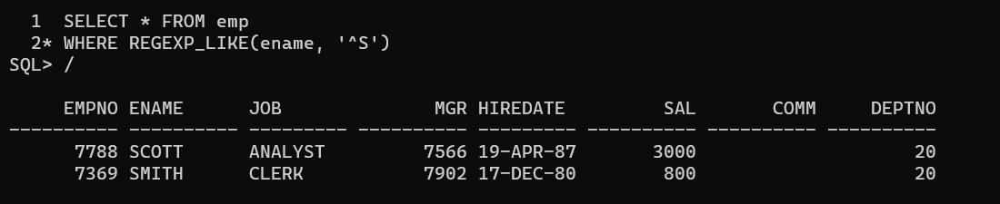 1  SELECT * FROM emp
  2* WHERE REGEXP_LIKE(ename, '^S')
SQL> /
     EMPNO ENAME      JOB              MGR HIREDATE         SAL       COMM     DEPTNO
---------- ---------- --------- ---------- --------- ---------- ---------- ----------
      7788 SCOTT      ANALYST         7566 19-APR-87       3000                    20
      7369 SMITH      CLERK           7902 17-DEC-80        800                    20